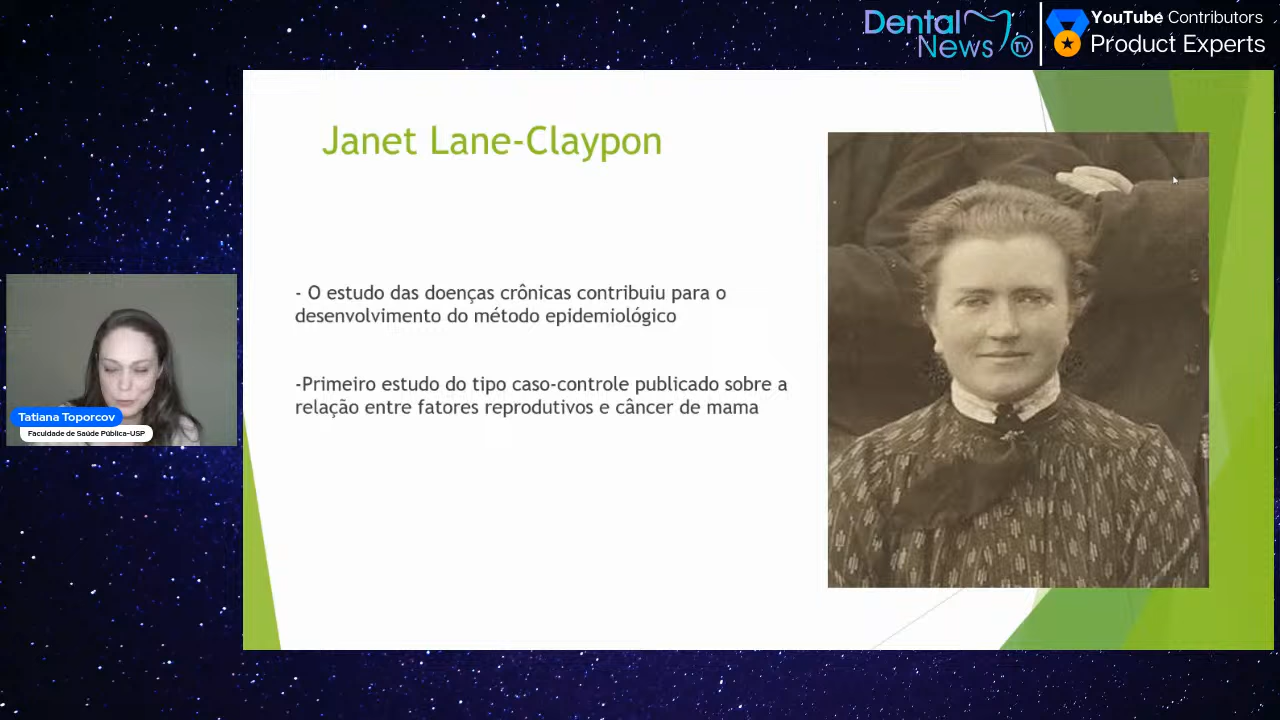 Dental
News TV
YouTube Contributors
Product Experts
Janet Lane-Claypon
- O estudo das doenças crônicas contribuiu para o
desenvolvimento do método epidemiológico
-Primeiro estudo do tipo caso-controle publicado sobre a
relação entre fatores reprodutivos e câncer de mama
Tatiana Toporcov
Faculdade de Saúde Pública-USP